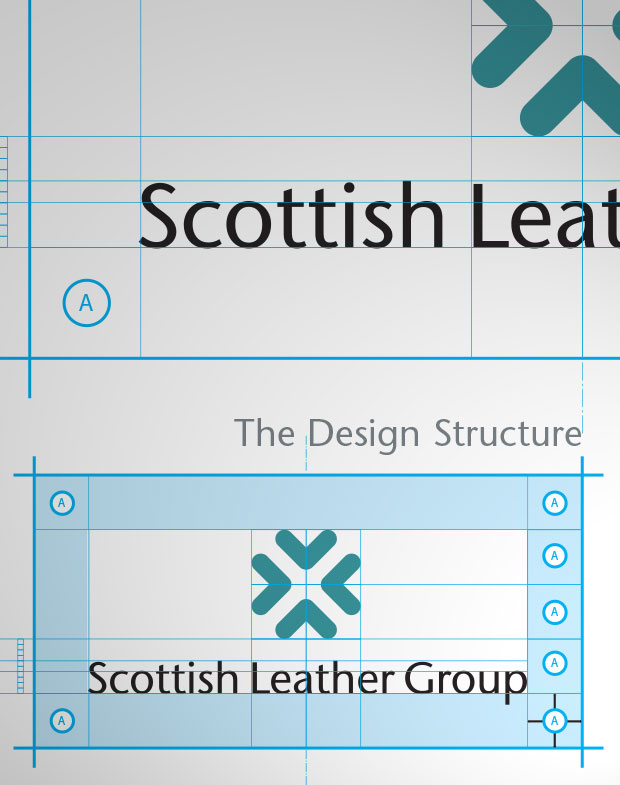 Scottish Leat
A
The Design Structure
A A
A
A
Scottish Leather Group
A
A A